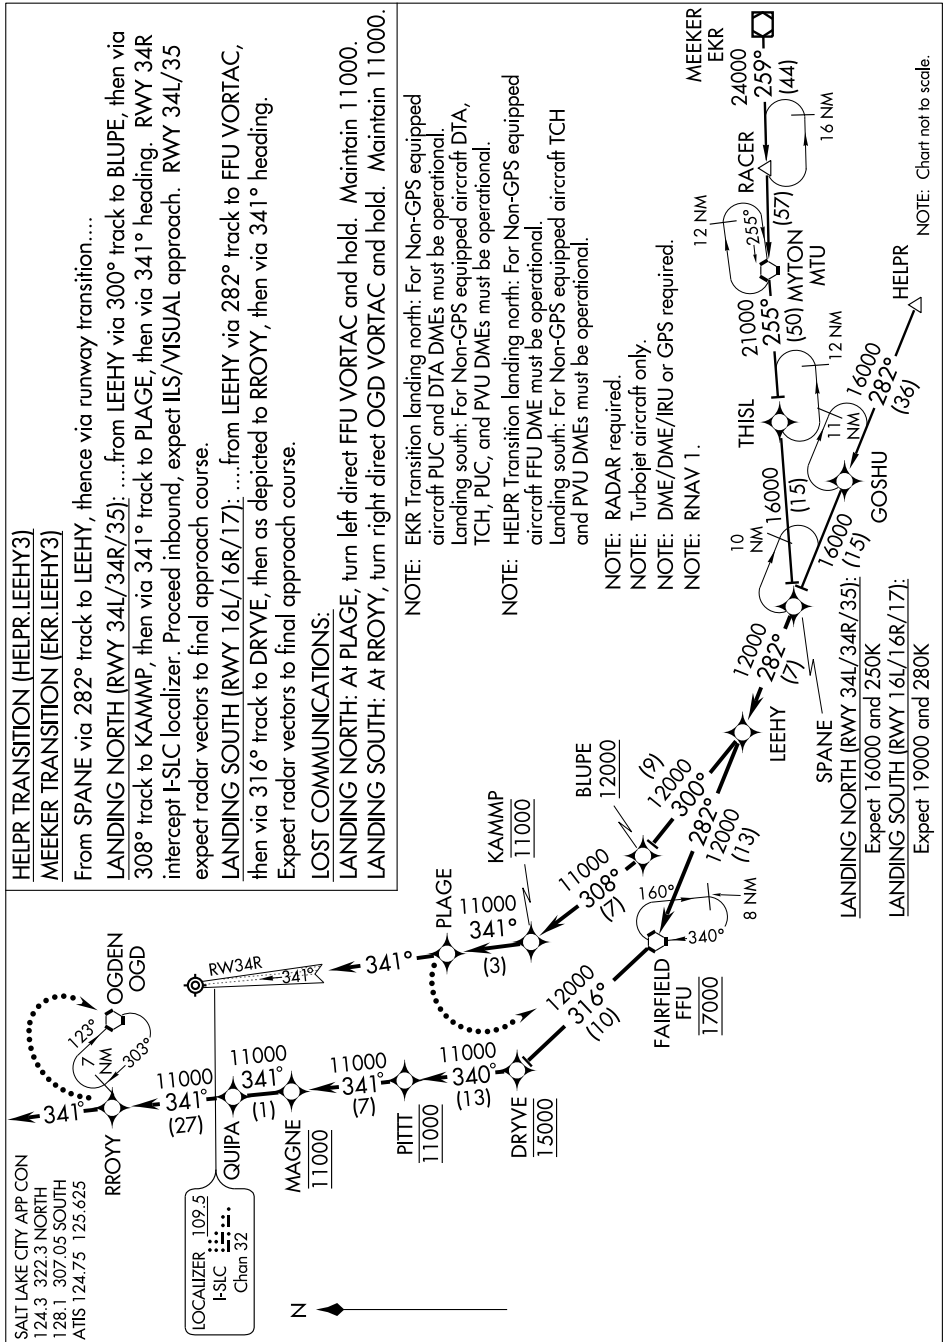 HELPR TRANSITION (HELPR.LEEHY3)
MEEKER TRANSITION (EKR.LEEHY3)
From SPANE via 282° track to LEEHY, thence via runway transition....
LANDING NORTH (RWY 34L/34R/35): ....from LEEHY via 300° track to BLUPE, then via
308° track to KAMMP, then via 341° track to PLAGE, then via 341° heading. RWY 34R
intercept I-SLC localizer. Proceed inbound, expect ILS/VISUAL approach. RWY 34L/35
expect radar vectors to final approach course.
LANDING SOUTH (RWY 16L/16R/17): ....from LEEHY via 282° track to FFU VORTAC,
then via 316° track to DRYVE, then as depicted to RROYY, then via 341° heading.
Expect radar vectors to final approach course.
LOST COMMUNICATIONS:
LANDING NORTH: At PLAGE, turn left direct FFU VORTAC and hold. Maintain 11000.
LANDING SOUTH: At RROYY, turn right direct OGD VORTAC and hold. Maintain 11000.
NOTE: EKR Transition landing north: For Non-GPS equipped
aircraft PUC and DTA DMEs must be operational.
Landing south: For Non-GPS equipped aircraft DTA,
TCH, PUC, and PVU DMEs must be operational.
NOTE: HELPR Transition landing north: For Non-GPS equipped
aircraft FFU DME must be operational.
Landing south: For Non-GPS equipped aircraft TCH
and PVU DMEs must be operational.
NOTE: RADAR required.
NOTE: Turbojet aircraft only.
NOTE: DME/DME/IRU or GPS required.
NOTE: RNAV 1.
SALT LAKE CITY APP CON
124.3 322.3 NORTH
128.1 307.05 SOUTH
ATIS 124.75 125.625
341°
RROYY
7 NM
123°
303°
OGDEN
OGD
11000
341°
(27)
QUIPA
11000
341°
(1)
MAGNE
11000
11000
341°
(7)
PITTT
11000
11000
340°
(13)
DRYVE
15000
LOCALIZER 109.5
I-SLC
Chan 32
RW34R
341°
341°
PLAGE
11000
341°
(3)
KAMMP
11000
11000
308°
(7)
BLUPE
12000
(9)
12000
300°
12000
316°
(10)
FAIRFIELD
FFU
17000
160°
340°
8 NM
282°
12000
(13)
LEEHY
12000
282°
(7)
SPANE
LANDING NORTH (RWY 34L/34R/35):
Expect 16000 and 250K
LANDING SOUTH (RWY 16L/16R/17):
Expect 19000 and 280K
10
NM
16000
(15)
16000
(15)
THISL
GOSHU
11
NM
12 NM
16000
282°
(36)
HELPR
21000
255°
(50)
MYTON
MTU
12 NM
255°
(57)
RACER
16 NM
24000
259°
(44)
MEEKER
EKR
N
NOTE: Chart not to scale.